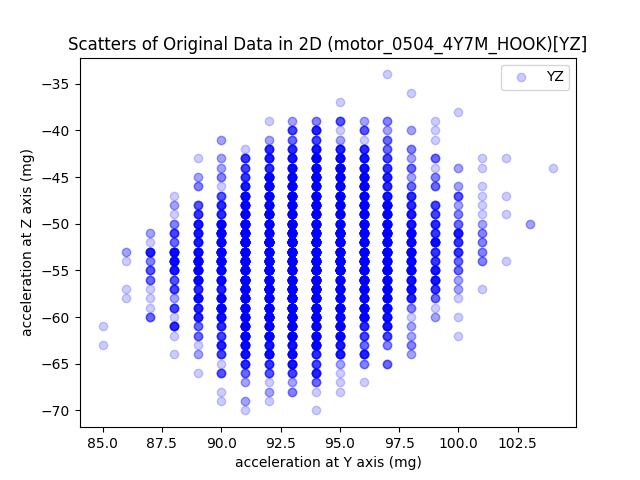 Scatters of Original Data in 2D (motor_0504_4Y7M_HOOK)[YZ]
YZ
−35
−40
−45
−50
−55
−60
−65
−70
acceleration at Z axis (mg)
85.0 87.5 90.0 92.5 95.0 97.5 100.0 102.5
acceleration at Y axis (mg)